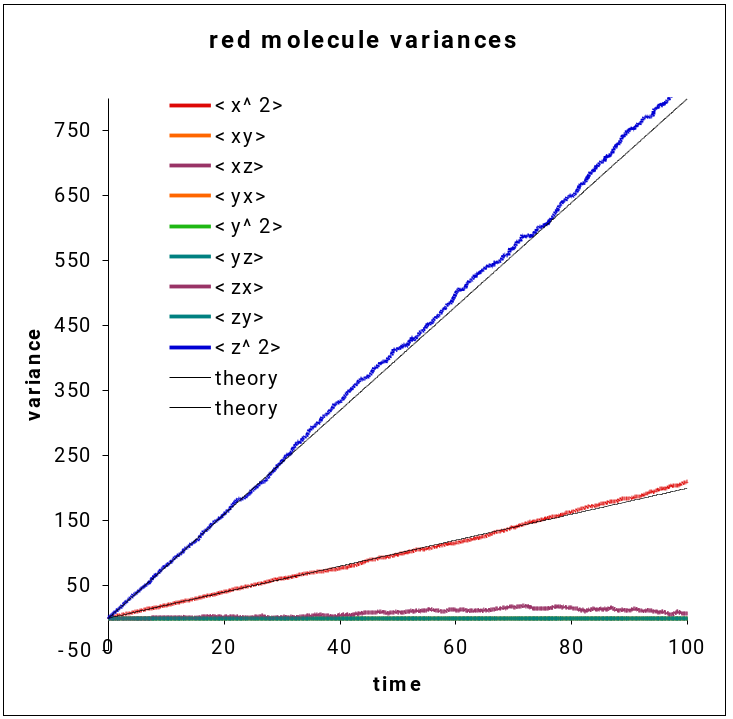 red molecule variances
< x^ 2>
< xy>
< xz>
< yx>
< y^ 2>
< yz>
< zx>
< zy>
< z^ 2>
theory
theory
750
650
550
450
350
250
150
50
-50
variance
0 20 40 60 80 100
time